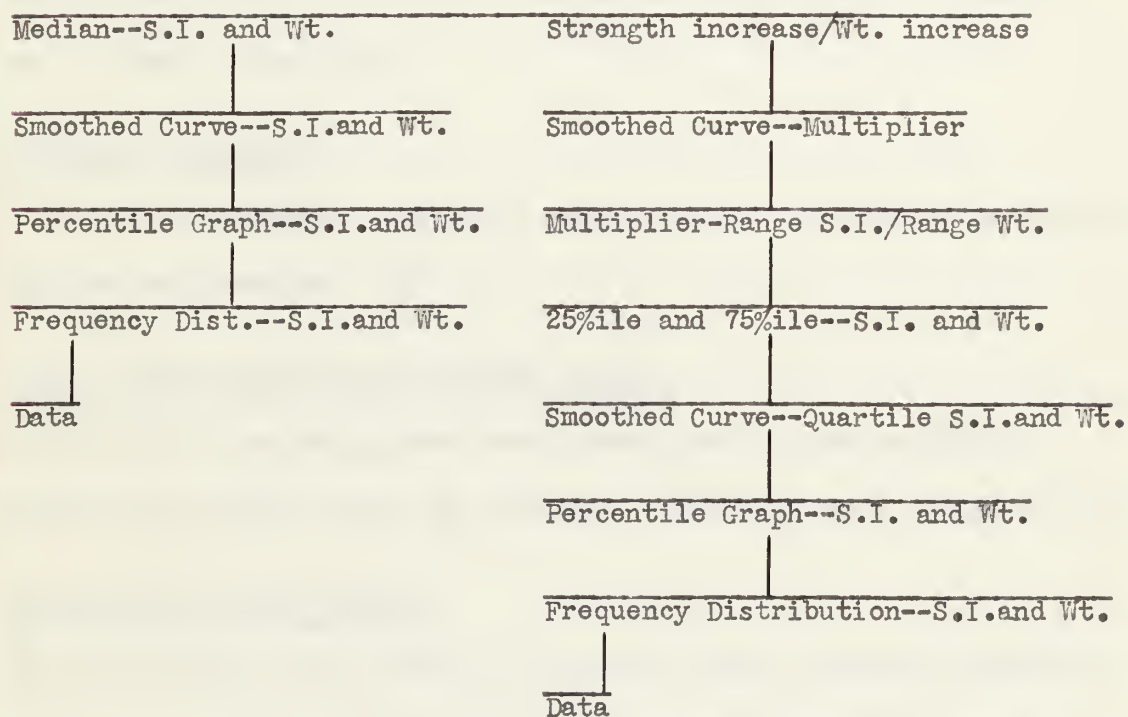 Median--S.I. and Wt.
Smoothed Curve--S.I.and Wt.
Percentile Graph--S.I.and Wt.
Frequency Dist.--S.I.and Wt.
Data
Strength increase/Wt. increase
Smoothed Curve--Multiplier
Multiplier-Range S.I./Range Wt.
25%ile and 75%ile--S.I. and Wt.
Smoothed Curve--Quartile S.I.and Wt.
Percentile Graph--S.I. and Wt.
Frequency Distribution--S.I.and Wt.
Data